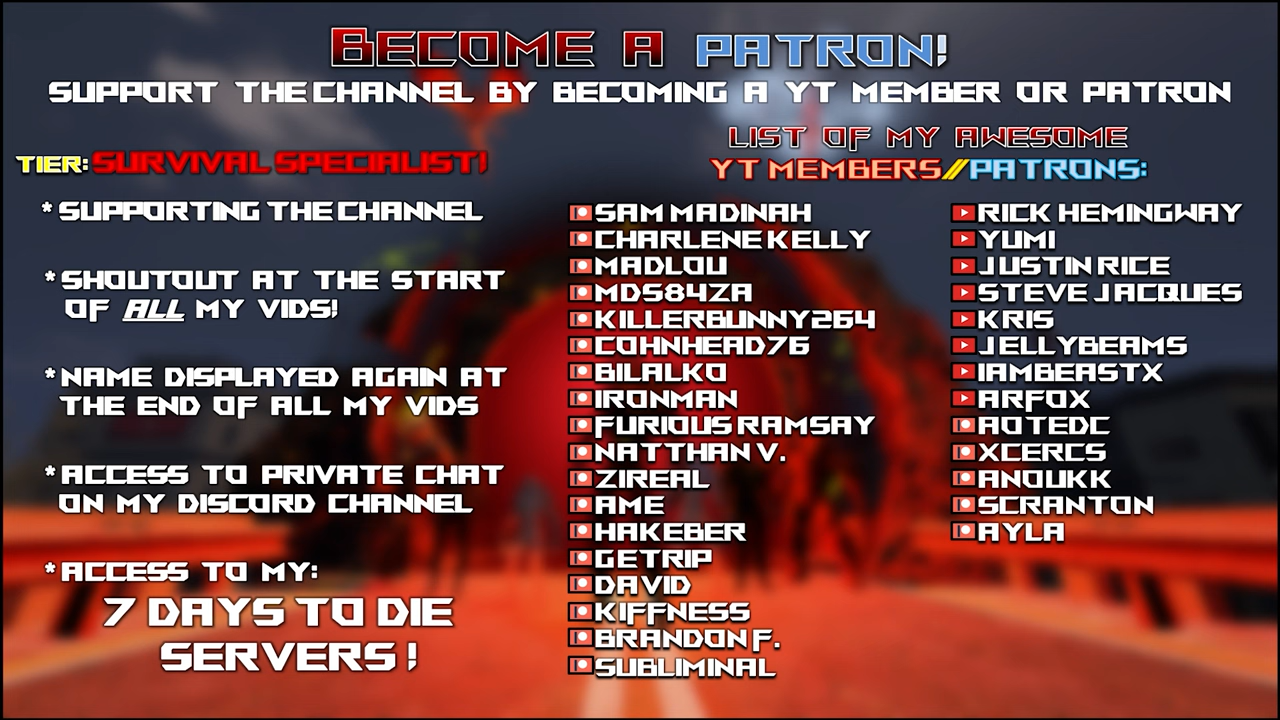 BECOME A PATRON!
SUPPORT THE CHANNEL BY BECOMING A YT MEMBER OR PATRON
TIER: SURVIVAL SPECIALIST!
* SUPPORTING THE CHANNEL
* SHOUTOUT AT THE START
OF ALL MY VIDS!
* NAME DISPLAYED AGAIN AT
THE END OF ALL MY VIDS
* ACCESS TO PRIVATE CHAT
ON MY DISCORD CHANNEL
* ACCESS TO MY:
7 DAYS TO DIE
SERVERS!
LIST OF MY AWESOME
YT MEMBERS//PATRONS:
SAM MADINAH
CHARLENE KELLY
MADLOU
MDS84ZA
KILLERBUNNY264
COHNHEAD76
BILALKO
IRONMAN
FURIOUS RAMSAY
NATTHAN V.
ZIREAL
AME
HAKEBER
GETRIP
DAVID
KIFFNESS
BRANDON F.
SUBLIMINAL
RICK HEMINGWAY
YUMI
JUSTIN RICE
STEVE JACQUES
KRIS
JELLYBEAMS
IAMBEASTX
ARFOX
AOTEDC
XCERCS
ANOUKK
SCRANTON
AYLA